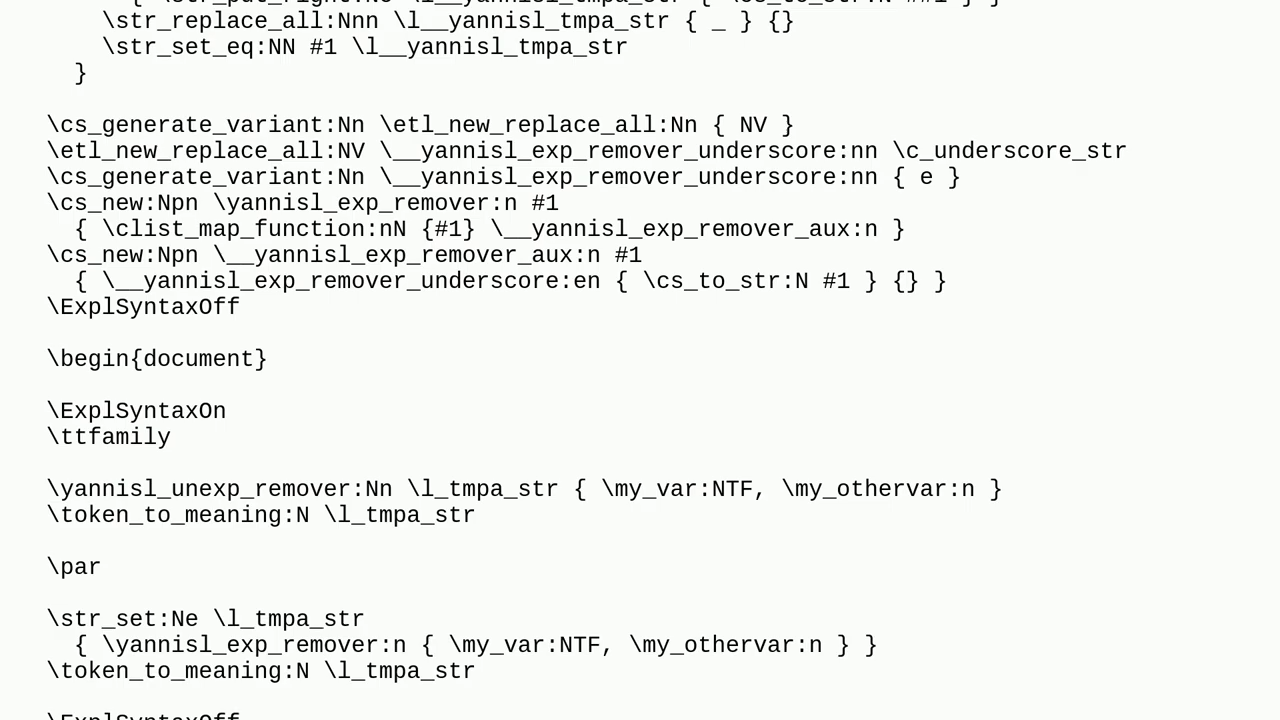 \str_replace_all:Nnn \l__yannisl_tmpa_str { _ } {}
\str_set_eq:NN #1 \l__yannisl_tmpa_str
}
\cs_generate_variant:Nn \etl_new_replace_all:Nn { NV }
\etl_new_replace_all:NV \__yannisl_exp_remover_underscore:nn \c_underscore_str
\cs_generate_variant:Nn \__yannisl_exp_remover_underscore:nn { e }
\cs_new:Npn \yannisl_exp_remover:n #1
{ \clist_map_function:nN {#1} \__yannisl_exp_remover_aux:n }
\cs_new:Npn \__yannisl_exp_remover_aux:n #1
{ \__yannisl_exp_remover_underscore:en { \cs_to_str:N #1 } {} }
\ExplSyntaxOff
\begin{document}
\ExplSyntaxOn
\ttfamily
\yannisl_unexp_remover:Nn \l_tmpa_str { \my_var:NTF, \my_othervar:n }
\token_to_meaning:N \l_tmpa_str
\par
\str_set:Ne \l_tmpa_str
{ \yannisl_exp_remover:n { \my_var:NTF, \my_othervar:n } }
\token_to_meaning:N \l_tmpa_str
\ExplSyntaxOff